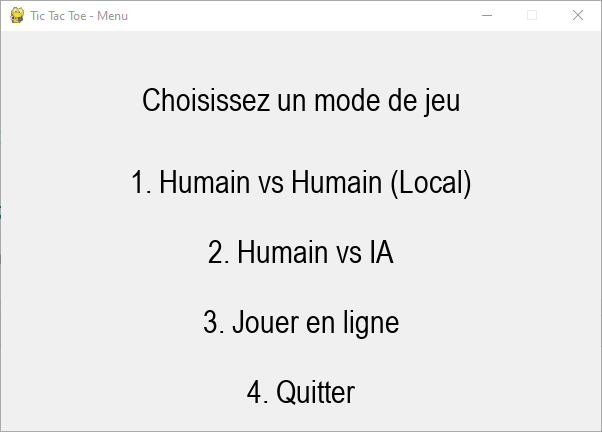 Tic Tac Toe - Menu
Choisissez un mode de jeu
1. Humain vs Humain (Local)
2. Humain vs IA
3. Jouer en ligne
4. Quitter